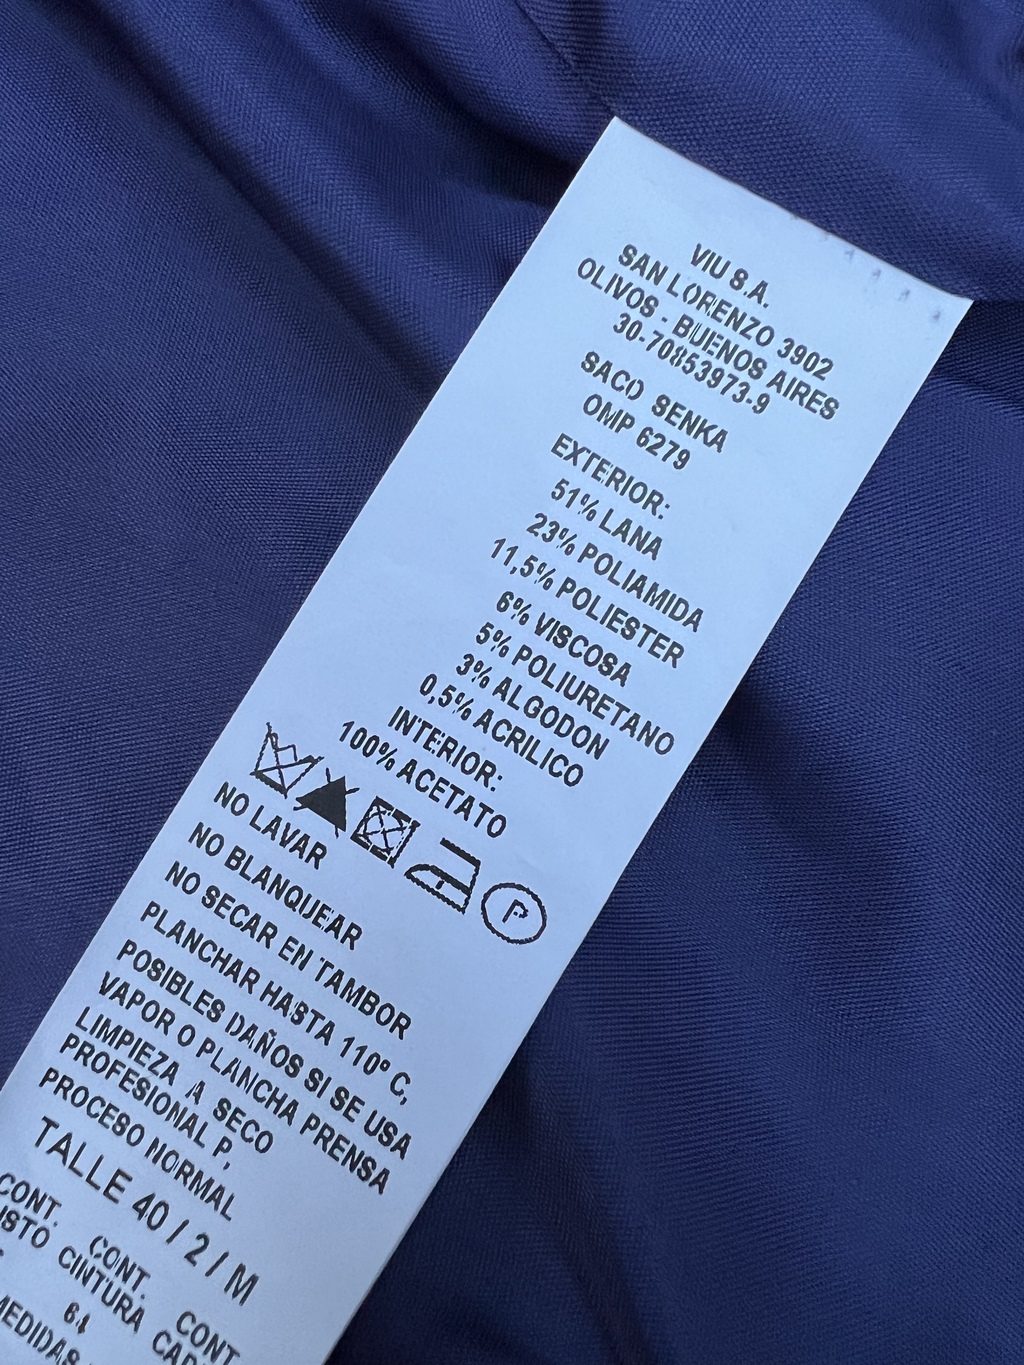 VIU S.A.
SAN LORENZO 3902
OLIVOS - BUENOS AIRES
30-70853973-9
SACO SENKA
OMP 6279
EXTERIOR:
51% LANA
23% POLIAMIDA
11,5% POLIESTER
6% VISCOSA
5% POLIURETANO
3% ALGODON
0,5% ACRILICO
INTERIOR:
100% ACETATO
P
NO LAVAR
NO BLANQUEAR
NO SECAR EN TAMBOR
PLANCHAR HASTA 110º C,
POSIBLES DAÑOS SI SE USA
VAPOR O PLANCHA PRENSA
LIMPIEZA A SECO
PROFESIONAL P,
PROCESO NORMAL
TALLE 40 / 2 / M
CONT. CONT. CONT
CINTURA
64
MEDIDAS